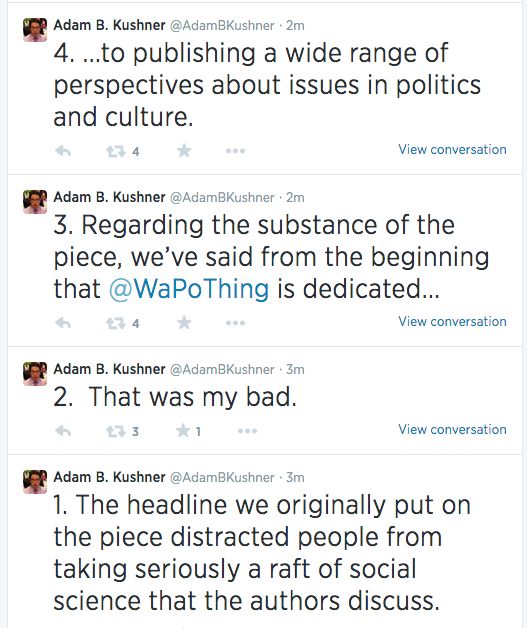 Adam B. Kushner @AdamBKushner · 2m
4. ...to publishing a wide range of
perspectives about issues in politics
and culture.
4
View conversation
Adam B. Kushner @AdamBKushner · 2m
3. Regarding the substance of the
piece, we've said from the beginning
that @WaPoThing is dedicated...
4
View conversation
Adam B. Kushner @AdamBKushner · 3m
2.  That was my bad.
3 1
View conversation
Adam B. Kushner @AdamBKushner · 3m
1. The headline we originally put on
the piece distracted people from
taking seriously a raft of social
science that the authors discuss.